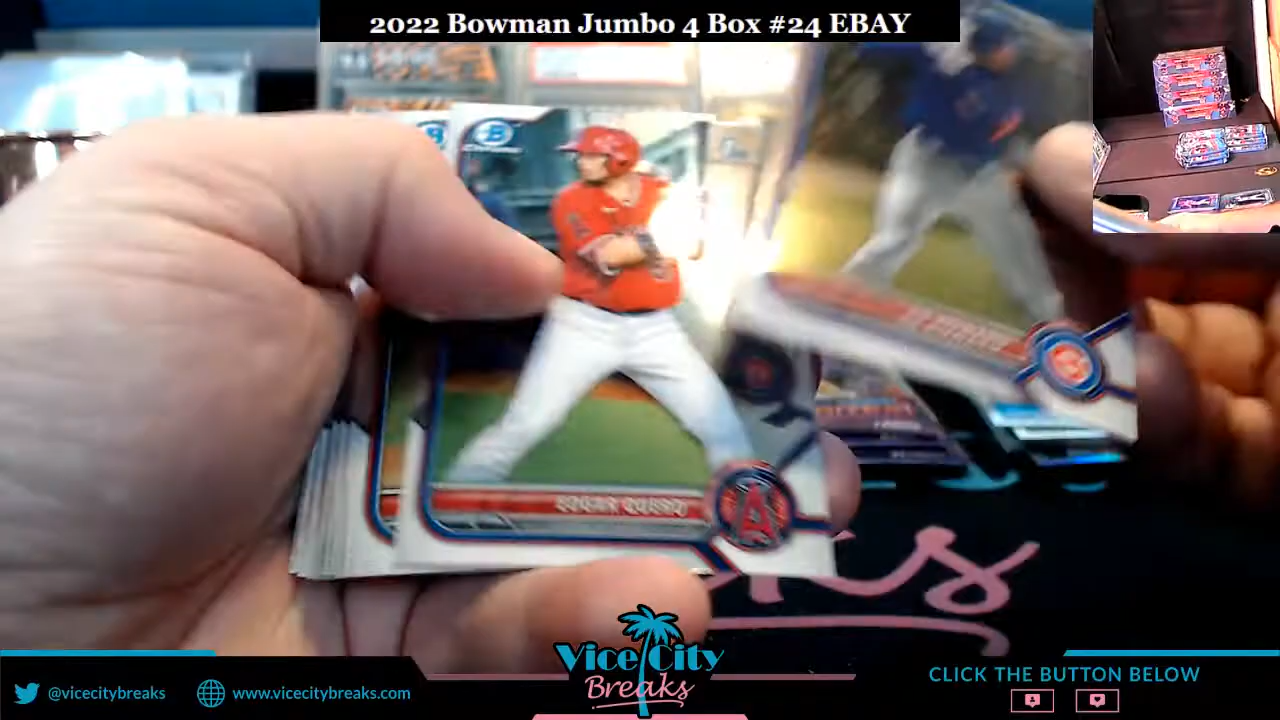 2022 Bowman Jumbo 4 Box #24 EBAY
EDGAR QUERO
A
Vice City
Breaks
@vicecitybreaks
www.vicecitybreaks.com
CLICK THE BUTTON BELOW